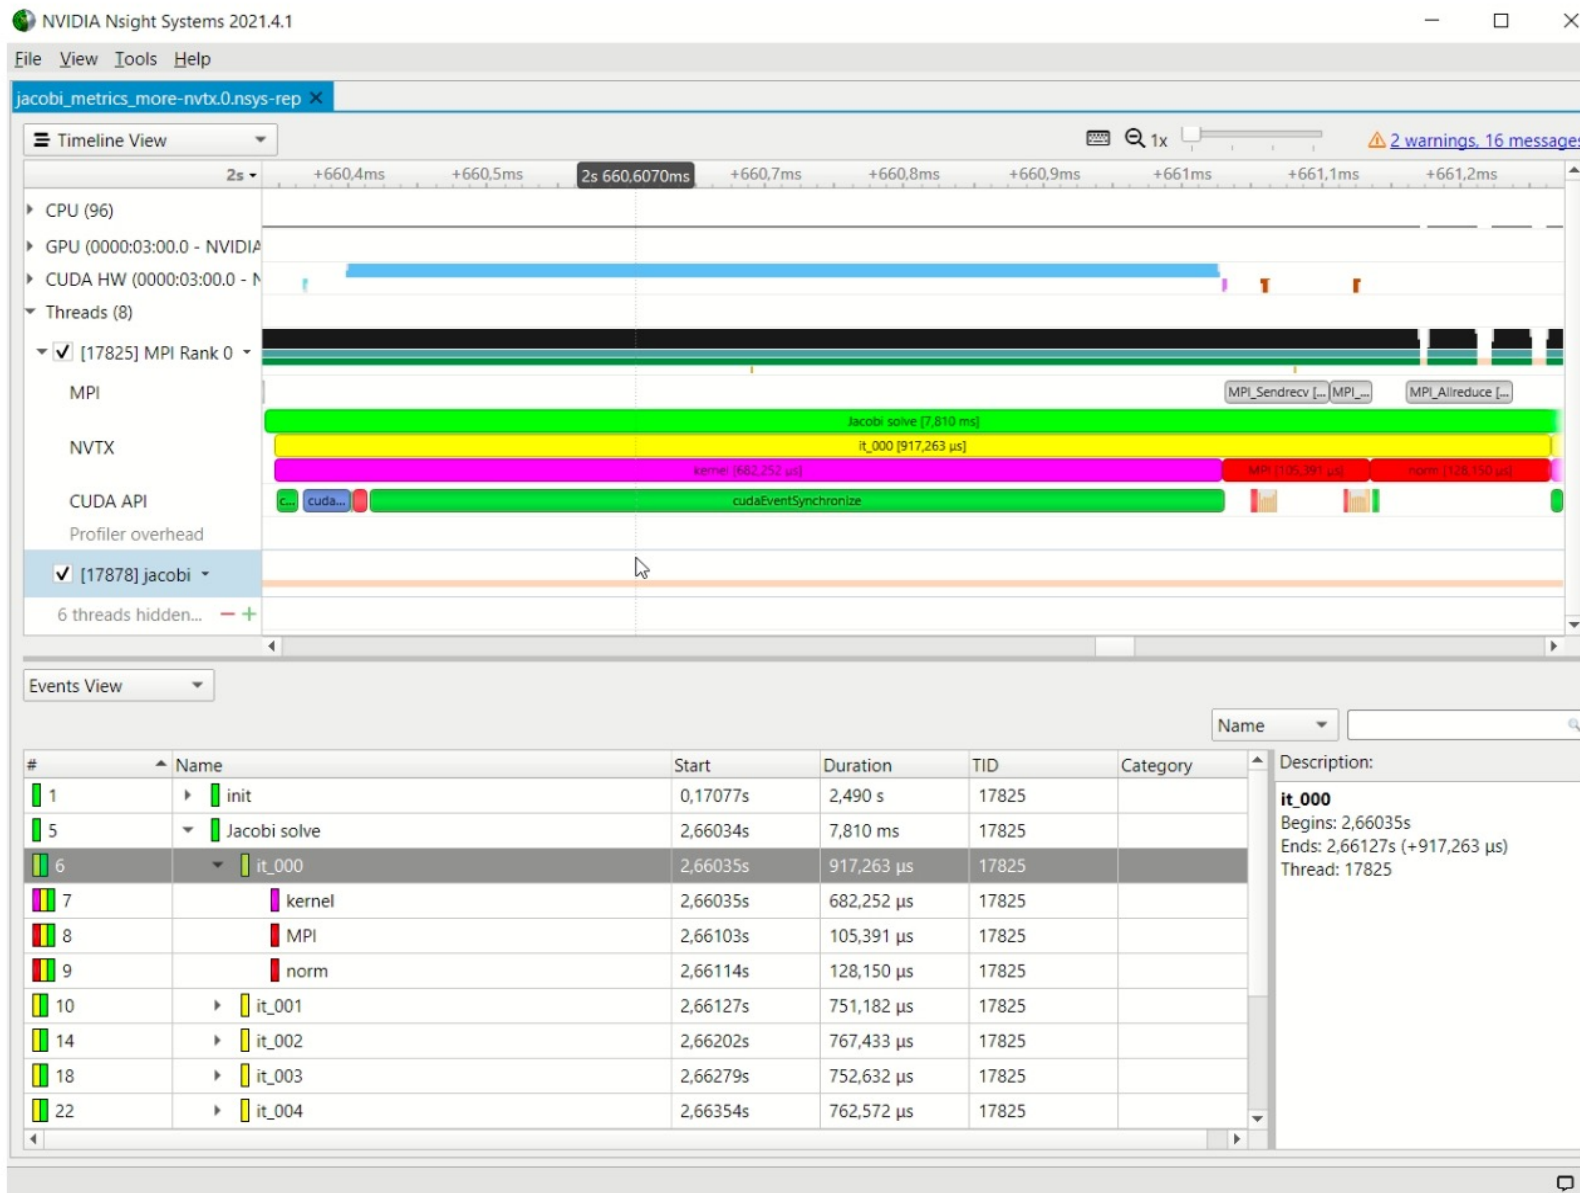 NVIDIA Nsight Systems 2021.4.1
File View Tools Help
jacobi_metrics_more-nvtx.0.nsys-rep
Timeline View
1x
2 warnings, 16 messages
2s
+660,4ms +660,5ms 2s 660,6070ms +660,7ms +660,8ms +660,9ms +661ms +661,1ms +661,2ms
CPU (96)
GPU (0000:03:00.0 - NVIDIA
CUDA HW (0000:03:00.0 - N
Threads (8)
[17825] MPI Rank 0
MPI
MPI_Sendrecv [... MPI_... MPI_Allreduce [...
Jacobi solve [7,810 ms]
NVTX
it_000 [917,263 µs]
kernel [682,252 µs] MPI [105,391 µs] norm [128,150 µs]
CUDA API
c... cuda... cudaEventSynchronize
Profiler overhead
[17878] jacobi
6 threads hidden... − +
Events View
Name
# Name Start Duration TID Category
1 init 0,17077s 2,490 s 17825
5 Jacobi solve 2,66034s 7,810 ms 17825
6 it_000 2,66035s 917,263 µs 17825
7 kernel 2,66035s 682,252 µs 17825
8 MPI 2,66103s 105,391 µs 17825
9 norm 2,66114s 128,150 µs 17825
10 it_001 2,66127s 751,182 µs 17825
14 it_002 2,66202s 767,433 µs 17825
18 it_003 2,66279s 752,632 µs 17825
22 it_004 2,66354s 762,572 µs 17825
Description:
it_000
Begins: 2,66035s
Ends: 2,66127s (+917,263 µs)
Thread: 17825